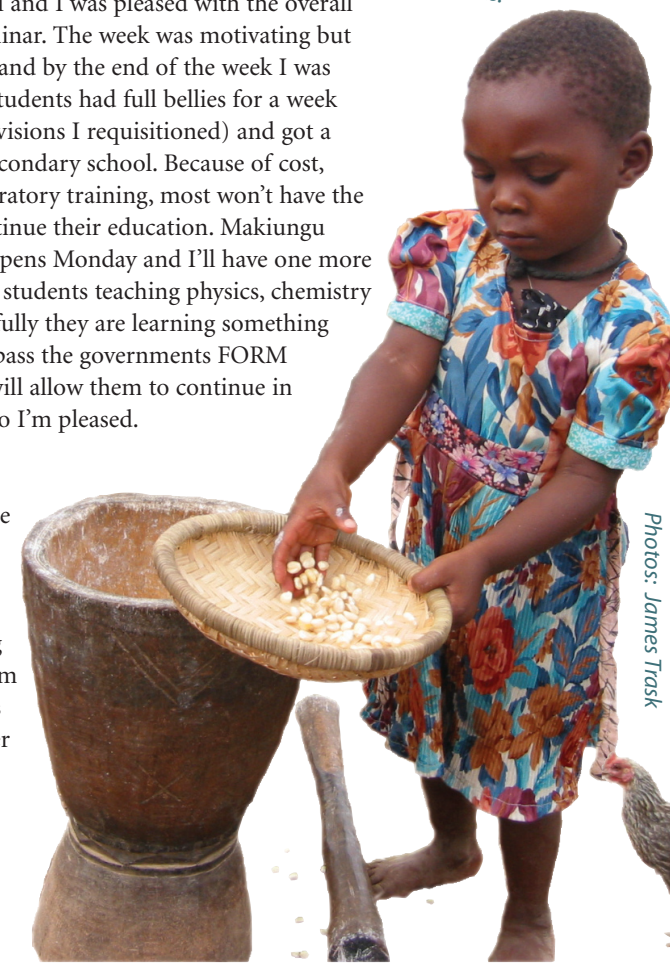 and I was pleased with the overall
inar. The week was motivating but
and by the end of the week I was
tudents had full bellies for a week
visions I requisitioned) and got a
condary school. Because of cost,
ratory training, most won’t have the
tinue their education. Makiungu
pens Monday and I’ll have one more
students teaching physics, chemistry
fully they are learning something
pass the governments FORM
will allow them to continue in
o I’m pleased.
e
g
m
r
Photos: James Trask